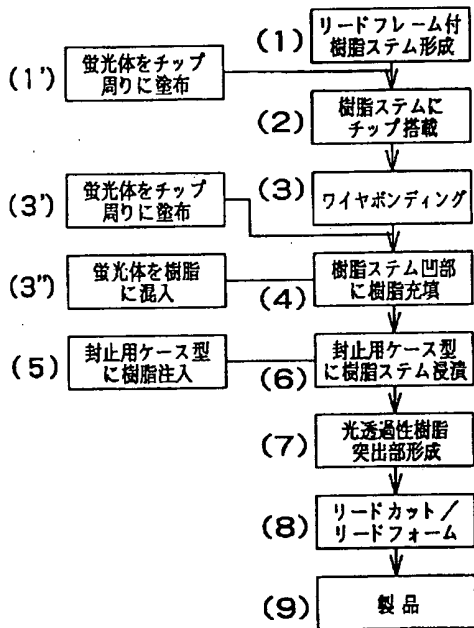 (1)
リードフレーム付
樹脂ステム形成
(1')
蛍光体をチップ
周りに塗布
(2)
樹脂ステムに
チップ搭載
(3)
ワイヤボンディング
(3')
蛍光体をチップ
周りに塗布
(3")
蛍光体を樹脂
に混入
(4)
樹脂ステム凹部
に樹脂充填
(5)
封止用ケース型
に樹脂注入
(6)
封止用ケース型
に樹脂ステム浸漬
(7)
光透過性樹脂
突出部形成
(8)
リードカット/
リードフォーム
(9)
製品